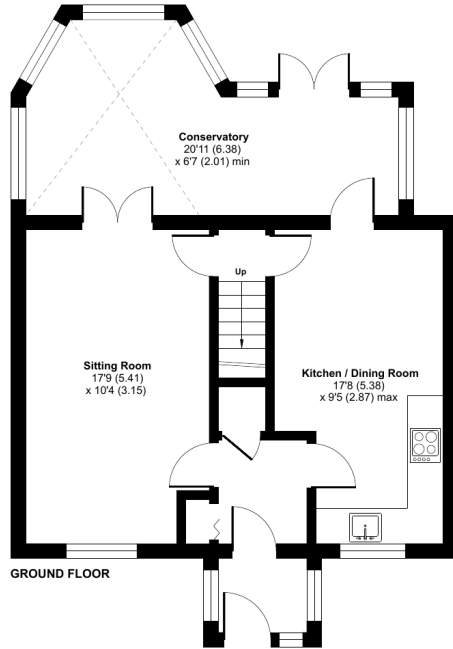 Conservatory
20'11 (6.38)
x 6'7 (2.01) min
Up
Sitting Room
17'9 (5.41)
x 10'4 (3.15)
Kitchen / Dining Room
17'8 (5.38)
x 9'5 (2.87) max
GROUND FLOOR